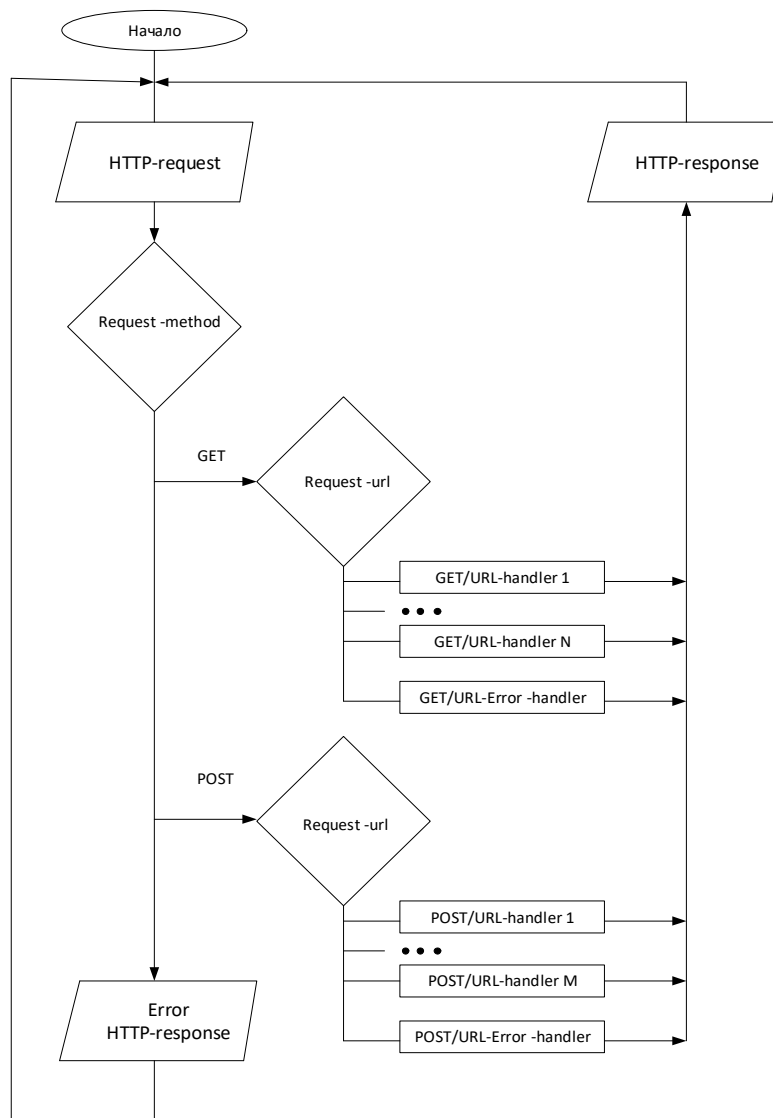 Начало
HTTP-request
HTTP-response
Request -method
GET
Request -url
GET/URL-handler 1
GET/URL-handler N
GET/URL-Error -handler
POST
Request -url
POST/URL-handler 1
POST/URL-handler M
POST/URL-Error -handler
Error
HTTP-response